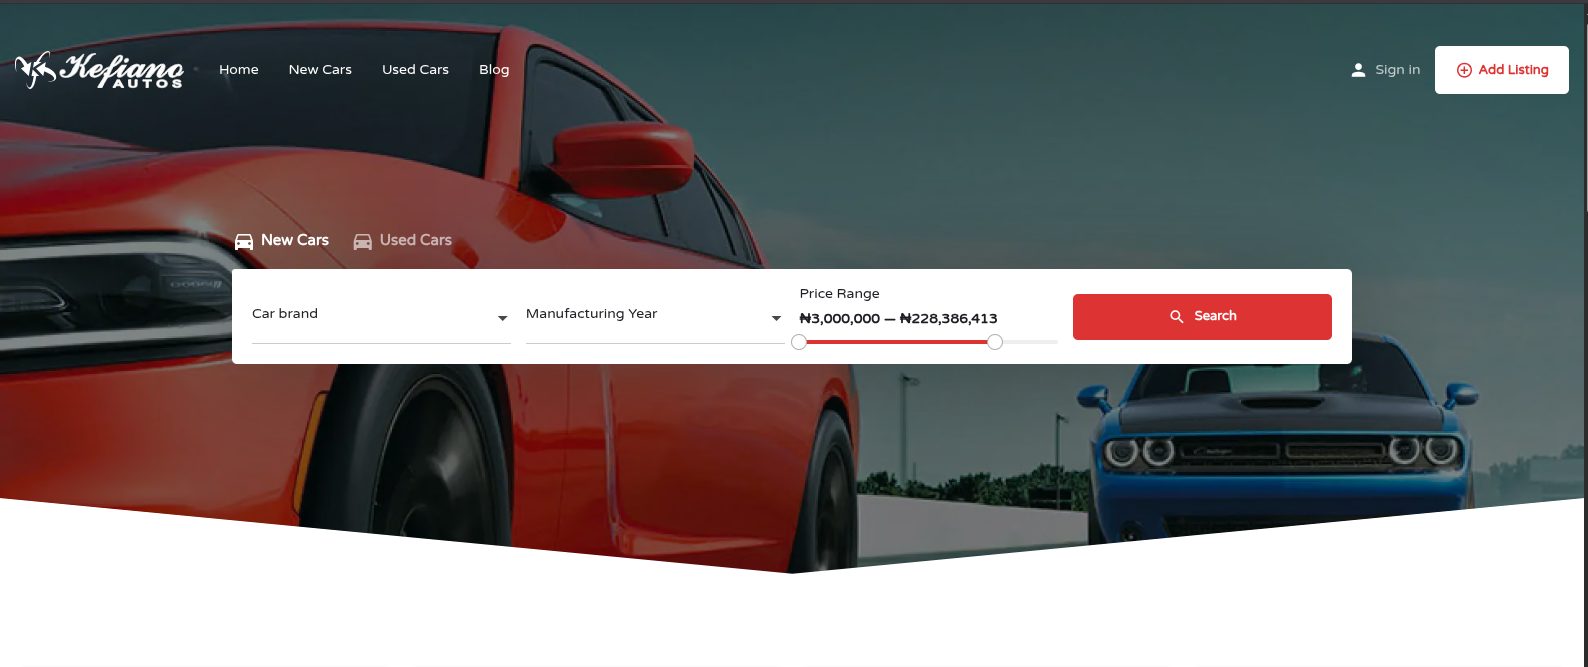 Kefiano
AUTOS
Home
New Cars
Used Cars
Blog
Sign in
Add Listing
New Cars
Used Cars
Car brand
Manufacturing Year
Price Range
₦3,000,000 — ₦228,386,413
Search
DODGE